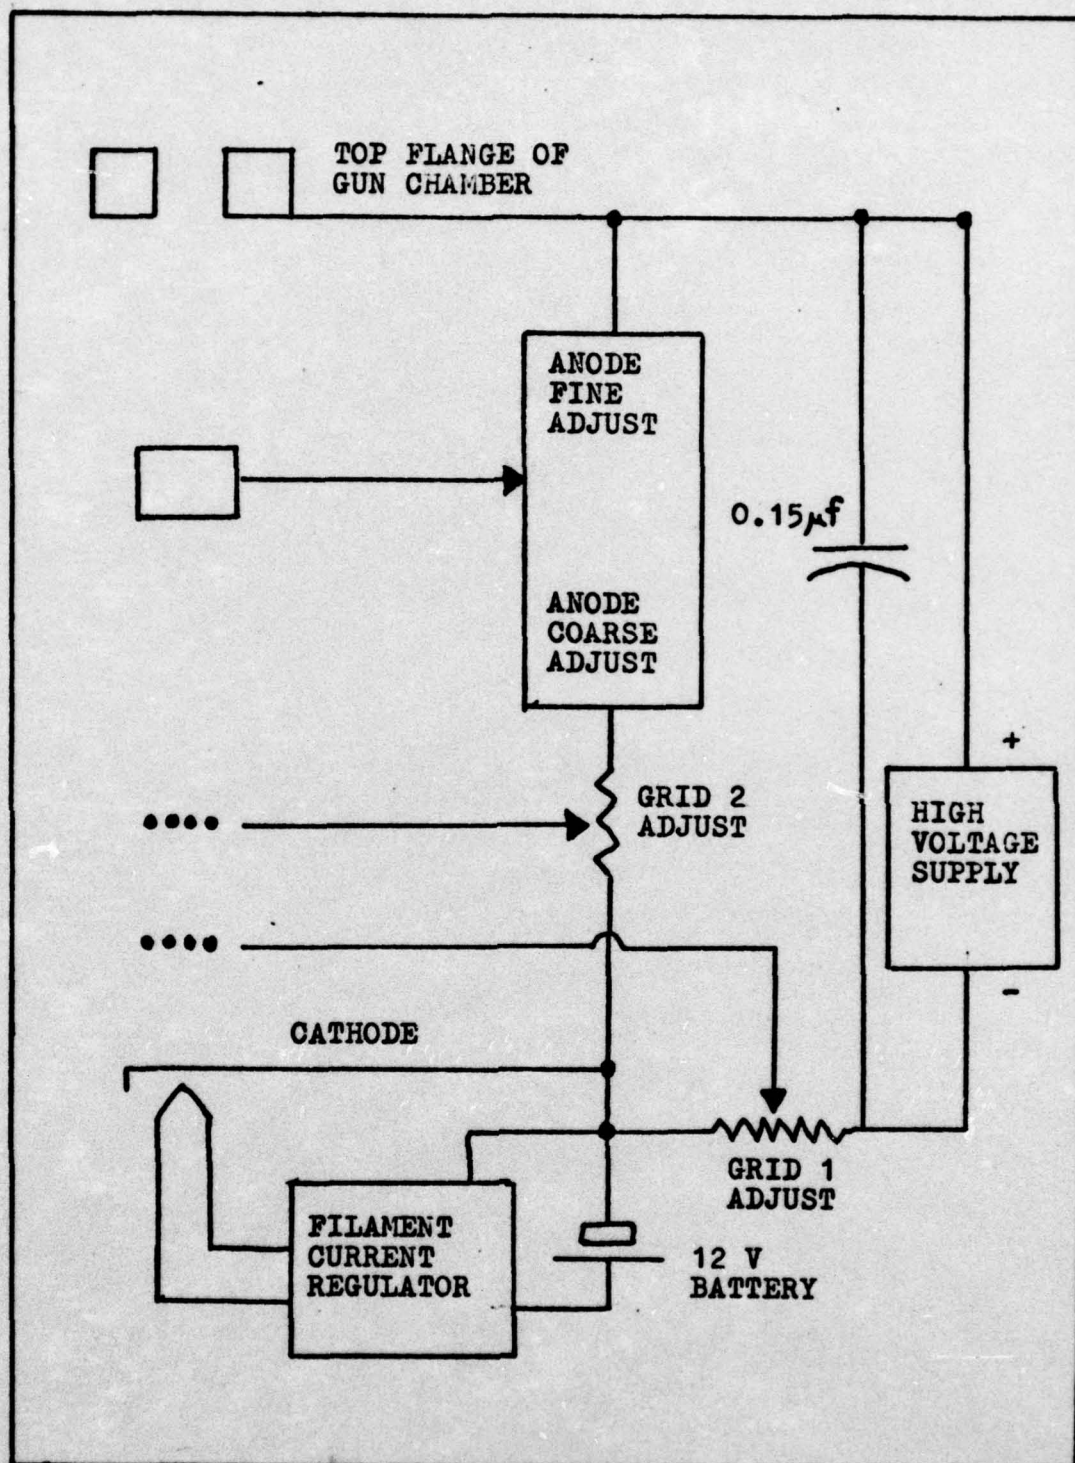 TOP FLANGE OF
GUN CHAMBER
ANODE
FINE
ADJUST
0.15μf
ANODE
COARSE
ADJUST
+
GRID 2
ADJUST
HIGH
VOLTAGE
SUPPLY
-
CATHODE
GRID 1
ADJUST
FILAMENT
CURRENT
REGULATOR
12 V
BATTERY